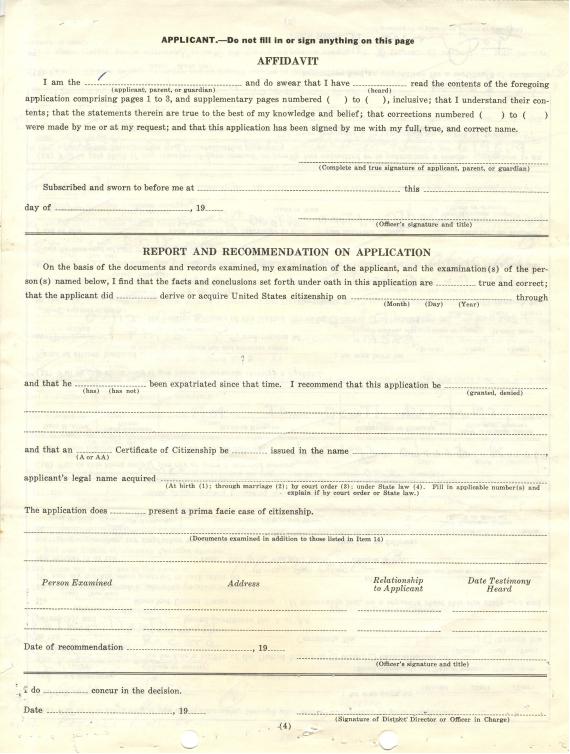 APPLICANT.—Do not fill in or sign anything on this page
AFFIDAVIT
I am the ........ and do swear that I have ........ read the contents of the foregoing
(applicant, parent, or guardian) (heard)
application comprising pages 1 to 3, and supplementary pages numbered ( ) to ( ), inclusive; that I understand their con-
tents; that the statements therein are true to the best of my knowledge and belief; that corrections numbered ( ) to ( )
were made by me or at my request; and that this application has been signed by me with my full, true, and correct name.
(Complete and true signature of applicant, parent, or guardian)
Subscribed and sworn to before me at ........ this ........
day of ........, 19....
(Officer's signature and title)
REPORT AND RECOMMENDATION ON APPLICATION
On the basis of the documents and records examined, my examination of the applicant, and the examination(s) of the per-
son(s) named below, I find that the facts and conclusions set forth under oath in this application are ........ true and correct;
that the applicant did ........ derive or acquire United States citizenship on ........ through
(Month) (Day) (Year)
?
and that he ........ been expatriated since that time. I recommend that this application be ........
(has) (has not) (granted, denied)
and that an ........ Certificate of Citizenship be ........ issued in the name ........,
(A or AA)
applicant's legal name acquired ........
(At birth (1); through marriage (2); by court order (3); under State law (4). Fill in applicable number(s) and
explain if by court order or State law.)
The application does ........ present a prima facie case of citizenship.
(Documents examined in addition to those listed in Item 14)
Person Examined Address Relationship to Applicant Date Testimony Heard
Date of recommendation ........, 19....
(Officer's signature and title)
I do ........ concur in the decision.
Date ........, 19....
(Signature of District Director or Officer in Charge)
(4)